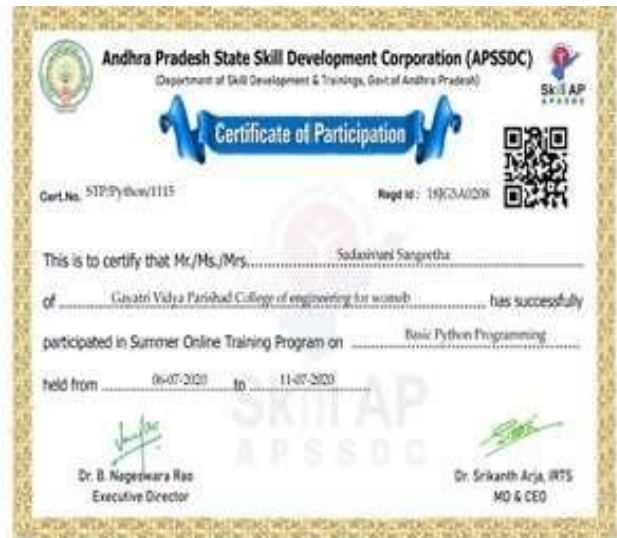 Andhra Pradesh State Skill Development Corporation (APSSDC)
(Department of Skill Development & Trainings, Govt.of Andhra Pradesh)
Skill AP
APSSDC
Certificate of Participation
Cert.No. STP/Python/1115
Regd Id : 18JG5A0208
This is to certify that Mr./Ms./Mrs. Sadasivuni Sangeetha
of Gayatri Vidya Parishad College of engineering for womeb has successfully
participated in Summer Online Training Program on Basic Python Programming
held from 06-07-2020 to 11-07-2020
Skill AP
APSSDC
Dr. B. Nageswara Rao
Executive Director
Dr. Srikanth Arja, IRTS
MD & CEO